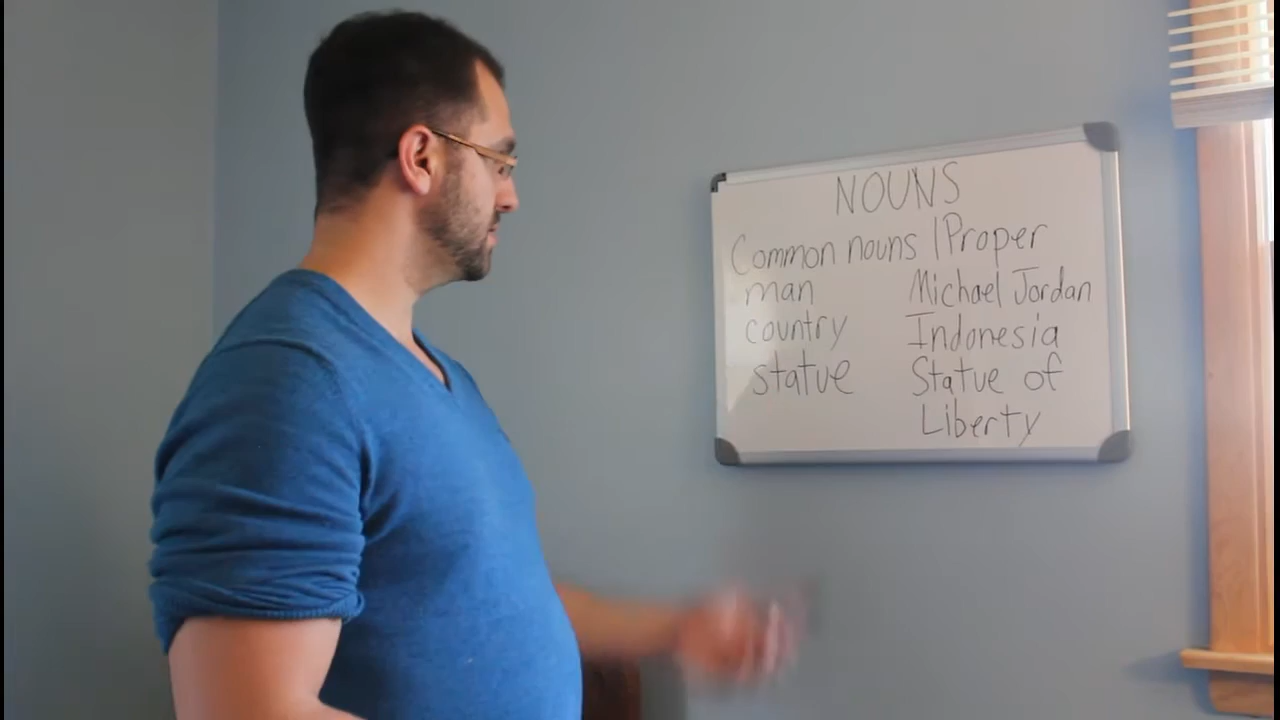 NOUNS
Common nouns | Proper
man Michael Jordan
country Indonesia
statue Statue of
Liberty